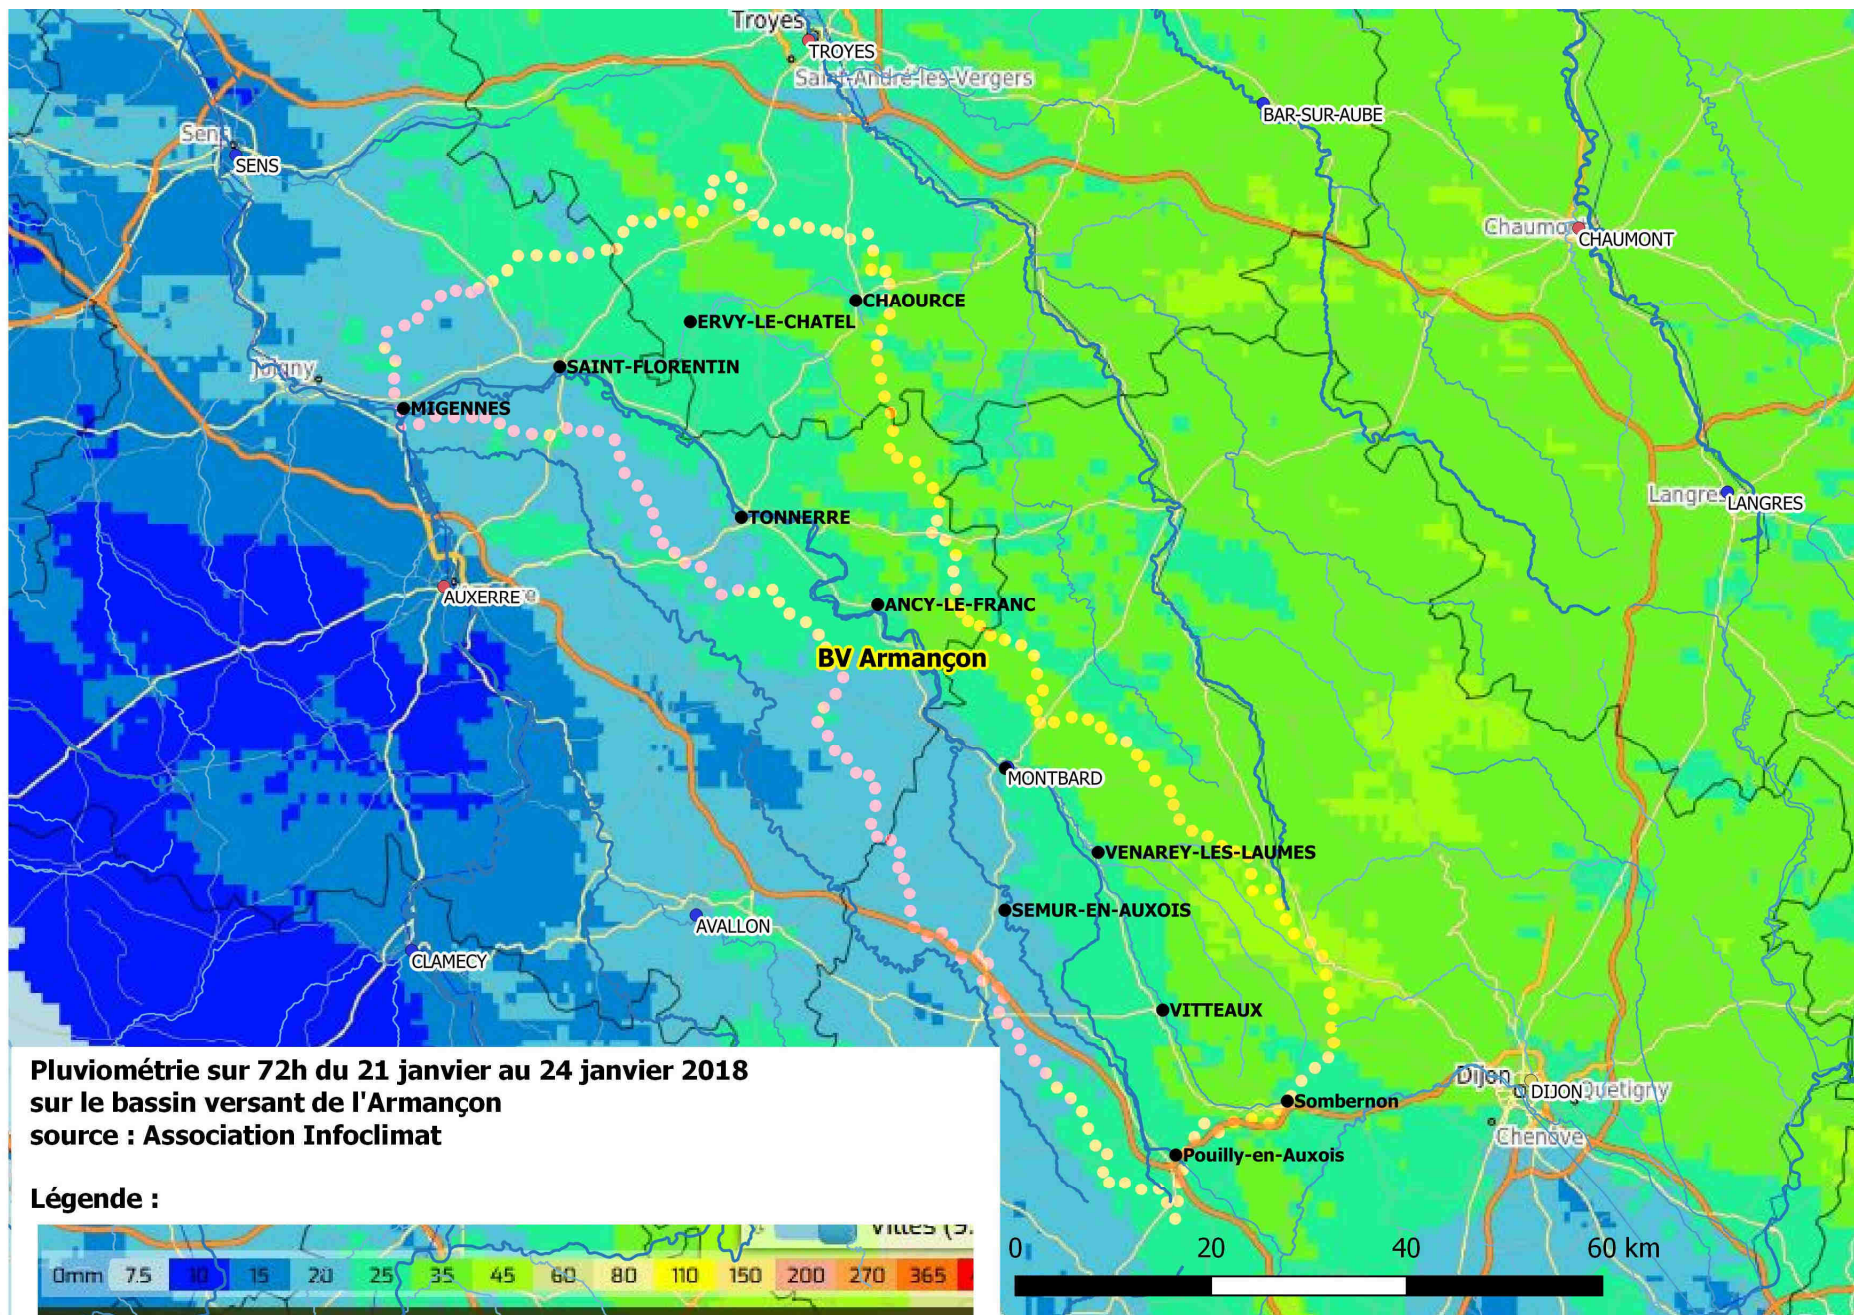 Troyes
TROYES
Saint-André-les-Vergers
BAR-SUR-AUBE
Sens
SENS
Chaumont
CHAUMONT
CHAOURCE
ERVY-LE-CHATEL
SAINT-FLORENTIN
Joigny
MIGENNES
Langres
LANGRES
TONNERRE
AUXERRE
ANCY-LE-FRANC
BV Armançon
MONTBARD
VENAREY-LES-LAUMES
SEMUR-EN-AUXOIS
AVALLON
CLAMECY
VITTEAUX
Dijon
DIJON
Quetigny
Sombernon
Chenôve
Pouilly-en-Auxois
Pluviométrie sur 72h du 21 janvier au 24 janvier 2018
sur le bassin versant de l'Armançon
source : Association Infoclimat
Légende :
0mm 7.5 10 15 20 25 35 45 60 80 110 150 200 270 365
0 20 40 60 km